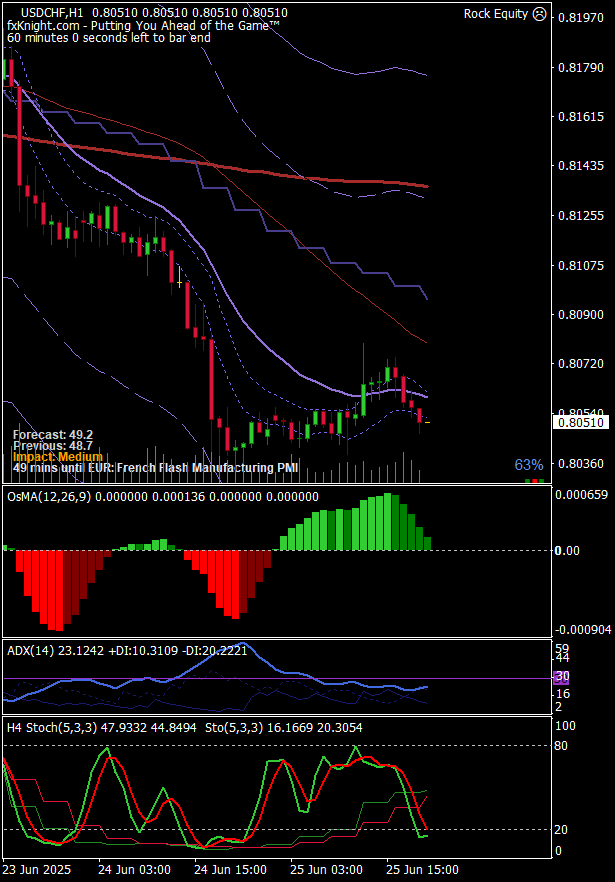 USDCHF,H1 0.80510 0.80510 0.80510 0.80510
Rock Equity
fxKnight.com - Putting You Ahead of the Game™
60 minutes 0 seconds left to bar end
0.81970
0.81790
0.81615
0.81435
0.81255
0.81075
0.80900
0.80720
0.80540
0.80510
0.80360
Forecast: 49.2
Previous: 48.7
Impact: Medium
49 mins until EUR: French Flash Manufacturing PMI
63%
OsMA(12,26,9) 0.000000 0.000136 0.000000 0.000000
0.000659
0.00
-0.000904
ADX(14) 23.1242 +DI:10.3109 -DI:20.2221
59
44
30
16
2
H4 Stoch(5,3,3) 47.9332 44.8494 Sto(5,3,3) 16.1669 20.3054
100
80
20
0
23 Jun 2025
24 Jun 03:00
24 Jun 15:00
25 Jun 03:00
25 Jun 15:00